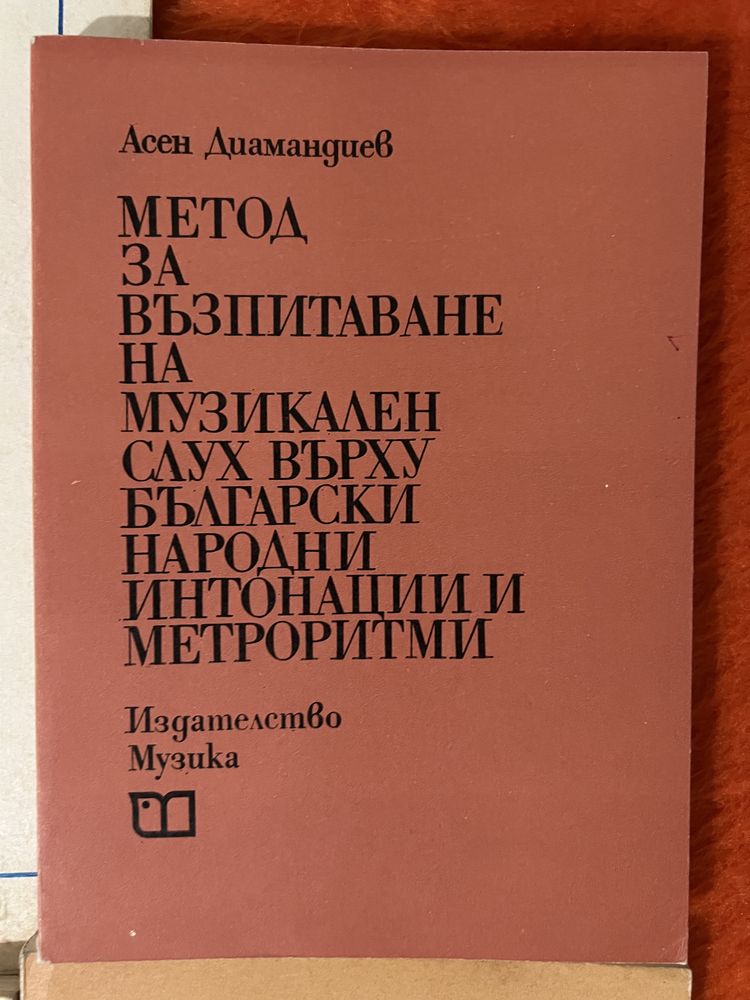 Асен Диамандиев
МЕТОД
ЗА
ВЪЗПИТАВАНЕ
НА
МУЗИКАЛЕН
СЛУХ ВЪРХУ
БЪЛГАРСКИ
НАРОДНИ
ИНТОНАЦИИ И
МЕТРОРИТМИ
Издателство
Музика